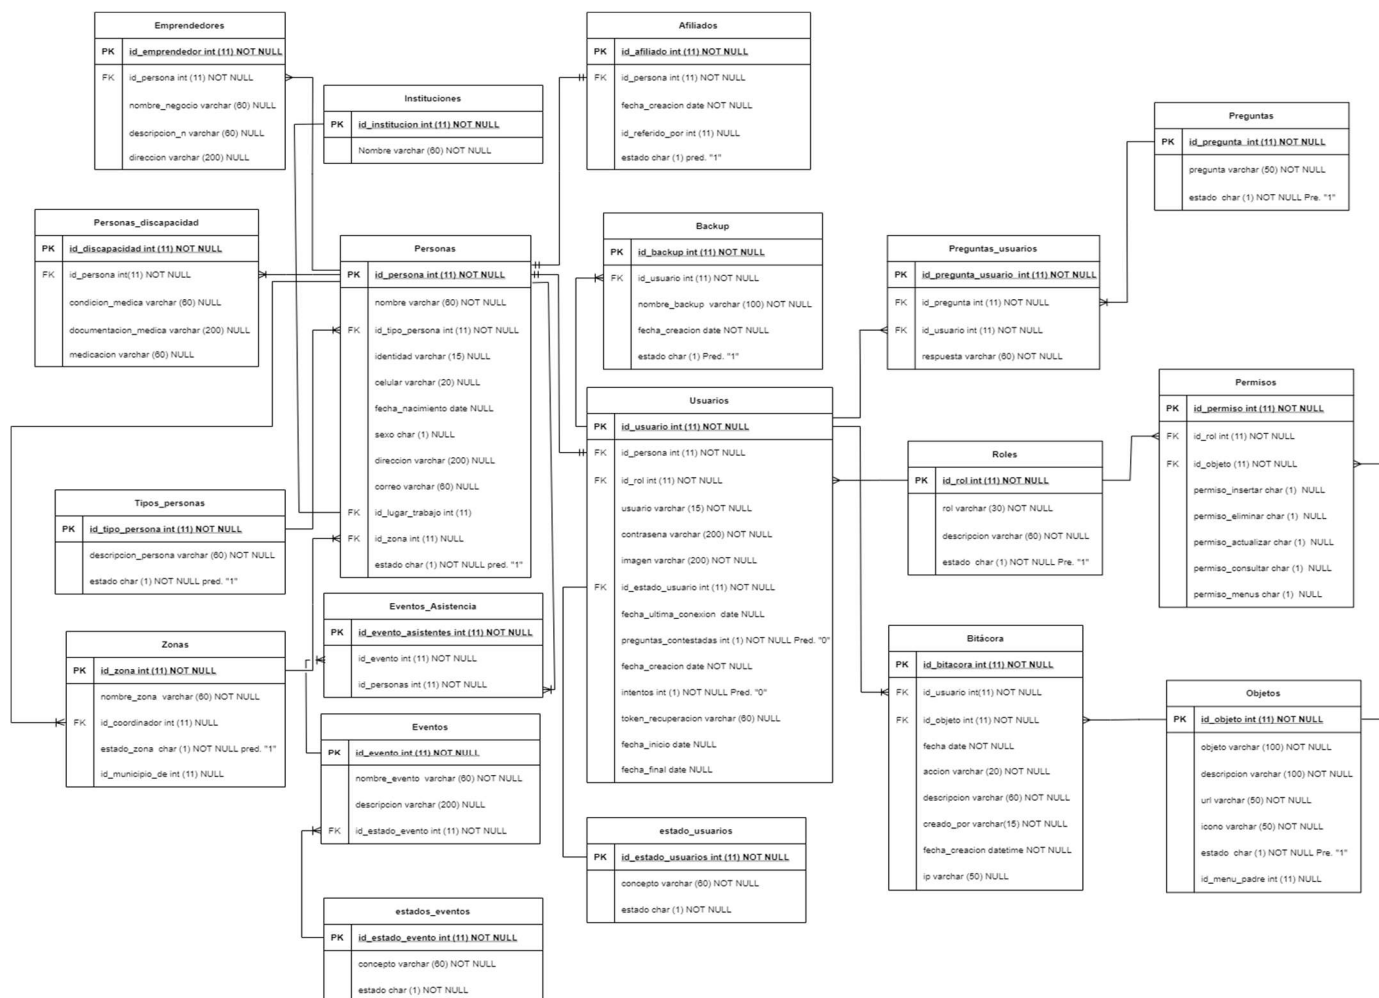 Emprendedores
PK id_emprendedor int (11) NOT NULL
FK id_persona int (11) NOT NULL
nombre_negocio varchar (60) NULL
descripcion_n varchar (60) NULL
direccion varchar (200) NULL
Instituciones
PK id_institucion int (11) NOT NULL
Nombre varchar (60) NOT NULL
Afiliados
PK id_afiliado int (11) NOT NULL
FK id_persona int (11) NOT NULL
fecha_creacion date NOT NULL
id_referido_por int (11) NULL
estado char (1) pred. "1"
Preguntas
PK id_pregunta int (11) NOT NULL
pregunta varchar (50) NOT NULL
estado char (1) NOT NULL Pre. "1"
Personas_discapacidad
PK id_discapacidad int (11) NOT NULL
FK id_persona int(11) NOT NULL
condicion_medica varchar (60) NULL
documentacion_medica varchar (200) NULL
medicacion varchar (60) NULL
Personas
PK id_persona int (11) NOT NULL
nombre varchar (60) NOT NULL
FK id_tipo_persona int (11) NOT NULL
identidad varchar (15) NULL
celular varchar (20) NULL
fecha_nacimiento date NULL
sexo char (1) NULL
direccion varchar (200) NULL
correo varchar (60) NULL
FK id_lugar_trabajo int (11)
FK id_zona int (11) NULL
estado char (1) NOT NULL pred. "1"
Backup
PK id_backup int (11) NOT NULL
FK id_usuario int (11) NOT NULL
nombre_backup varchar (100) NOT NULL
fecha_creacion date NOT NULL
estado char (1) Pred. "1"
Preguntas_usuarios
PK id_pregunta_usuario int (11) NOT NULL
FK id_pregunta int (11) NOT NULL
FK id_usuario int (11) NOT NULL
respuesta varchar (60) NOT NULL
Usuarios
PK id_usuario int (11) NOT NULL
FK id_persona int (11) NOT NULL
FK id_rol int (11) NOT NULL
usuario varchar (15) NOT NULL
contrasena varchar (200) NOT NULL
imagen varchar (200) NOT NULL
FK id_estado_usuario int (11) NOT NULL
fecha_ultima_conexion date NULL
preguntas_contestadas int (1) NOT NULL Pred. "0"
fecha_creacion date NOT NULL
intentos int (1) NOT NULL Pred. "0"
token_recuperacion varchar (60) NULL
fecha_inicio date NULL
fecha_final date NULL
Roles
PK id_rol int (11) NOT NULL
rol varchar (30) NOT NULL
descripcion varchar (60) NOT NULL
estado char (1) NOT NULL Pre. "1"
Permisos
PK id_permiso int (11) NOT NULL
FK id_rol int (11) NOT NULL
FK id_objeto (11) NOT NULL
permiso_insertar char (1) NULL
permiso_eliminar char (1) NULL
permiso_actualizar char (1) NULL
permiso_consultar char (1) NULL
permiso_menus char (1) NULL
Tipos_personas
PK id_tipo_persona int (11) NOT NULL
descripcion_persona varchar (60) NOT NULL
estado char (1) NOT NULL pred. "1"
Eventos_Asistencia
PK id_evento_asistentes int (11) NOT NULL
id_evento int (11) NOT NULL
id_personas int (11) NOT NULL
Zonas
PK id_zona int (11) NOT NULL
nombre_zona varchar (60) NOT NULL
FK id_coordinador int (11) NULL
estado_zona char (1) NOT NULL pred. "1"
id_municipio_de int (11) NULL
Eventos
PK id_evento int (11) NOT NULL
nombre_evento varchar (60) NOT NULL
descripcion varchar (200) NULL
FK id_estado_evento int (11) NOT NULL
Bitácora
PK id_bitacora int (11) NOT NULL
FK id_usuario int(11) NOT NULL
FK id_objeto int (11) NOT NULL
fecha date NOT NULL
accion varchar (20) NOT NULL
descripcion varchar (60) NOT NULL
creado_por varchar(15) NOT NULL
fecha_creacion datetime NOT NULL
ip varchar (50) NULL
Objetos
PK id_objeto int (11) NOT NULL
objeto varchar (100) NOT NULL
descripcion varchar (100) NOT NULL
url varchar (50) NOT NULL
icono varchar (50) NOT NULL
estado char (1) NOT NULL Pre. "1"
id_menu_padre int (11) NULL
estado_usuarios
PK id_estado_usuarios int (11) NOT NULL
concepto varchar (60) NOT NULL
estado char (1) NOT NULL
estados_eventos
PK id_estado_evento int (11) NOT NULL
concepto varchar (60) NOT NULL
estado char (1) NOT NULL